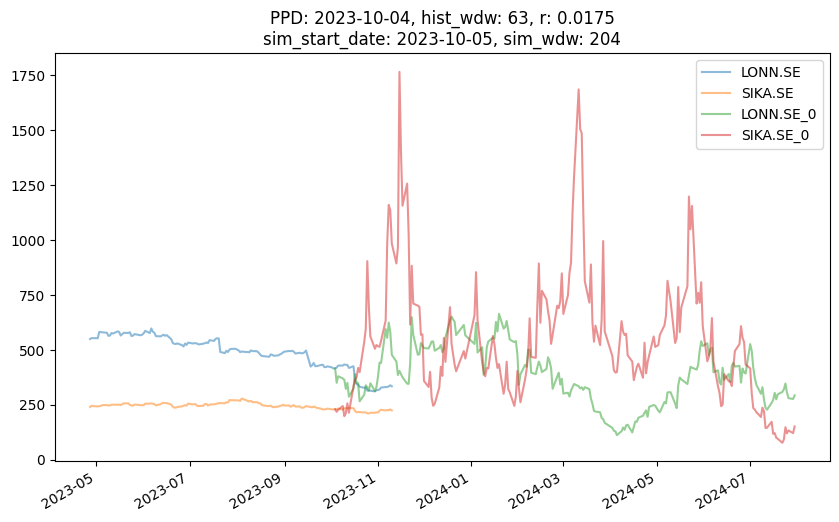 PPD: 2023-10-04, hist_wdw: 63, r: 0.0175
sim_start_date: 2023-10-05, sim_wdw: 204
LONN.SE
SIKA.SE
LONN.SE_0
SIKA.SE_0
1750
1500
1250
1000
750
500
250
0
2023-05
2023-07
2023-09
2023-11
2024-01
2024-03
2024-05
2024-07